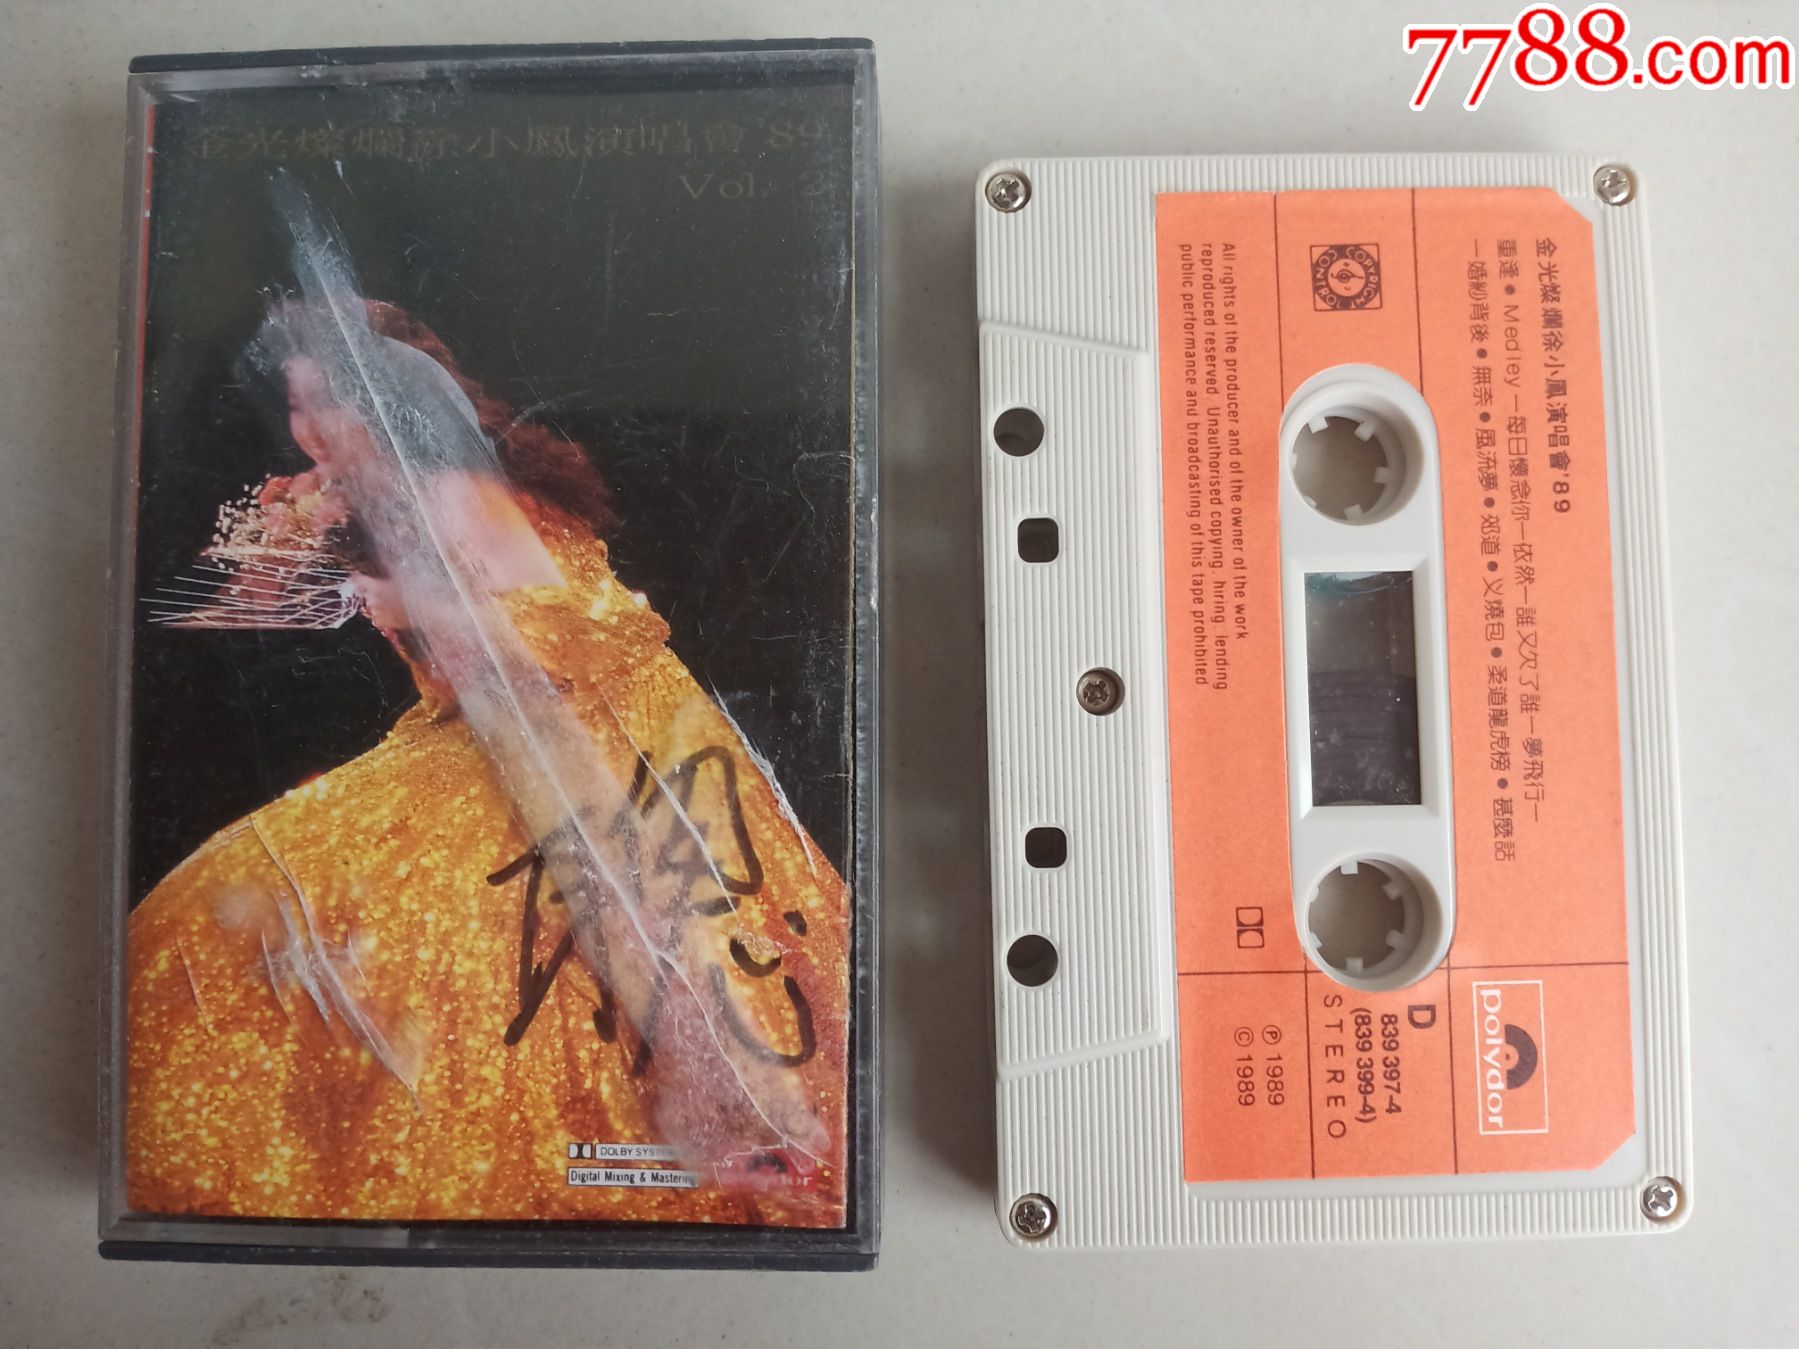 7788.com
金光燦爛徐小鳳演唱會 '89
Vol. 2
DOLBY SYSTEM
Digital Mixing & Mastering
金光燦爛徐小鳳演唱會'89
重逢 • Medley—每日懷念你—依然—誰又欠了誰—夢飛行—
—婚紗背後 • 無奈 • 風流夢 • 郊道 • 乂燒包 • 柔道龍虎榜 • 甚麼話
COPYRIGHT CONTROL
All rights of the producer and of the owner of the work
reproduced reserved. Unauthorised copying, hiring, lending
public performance and broadcasting of this tape prohibited
polydor
D
839 397-4
(839 399-4)
STEREO
Ⓟ 1989
© 1989